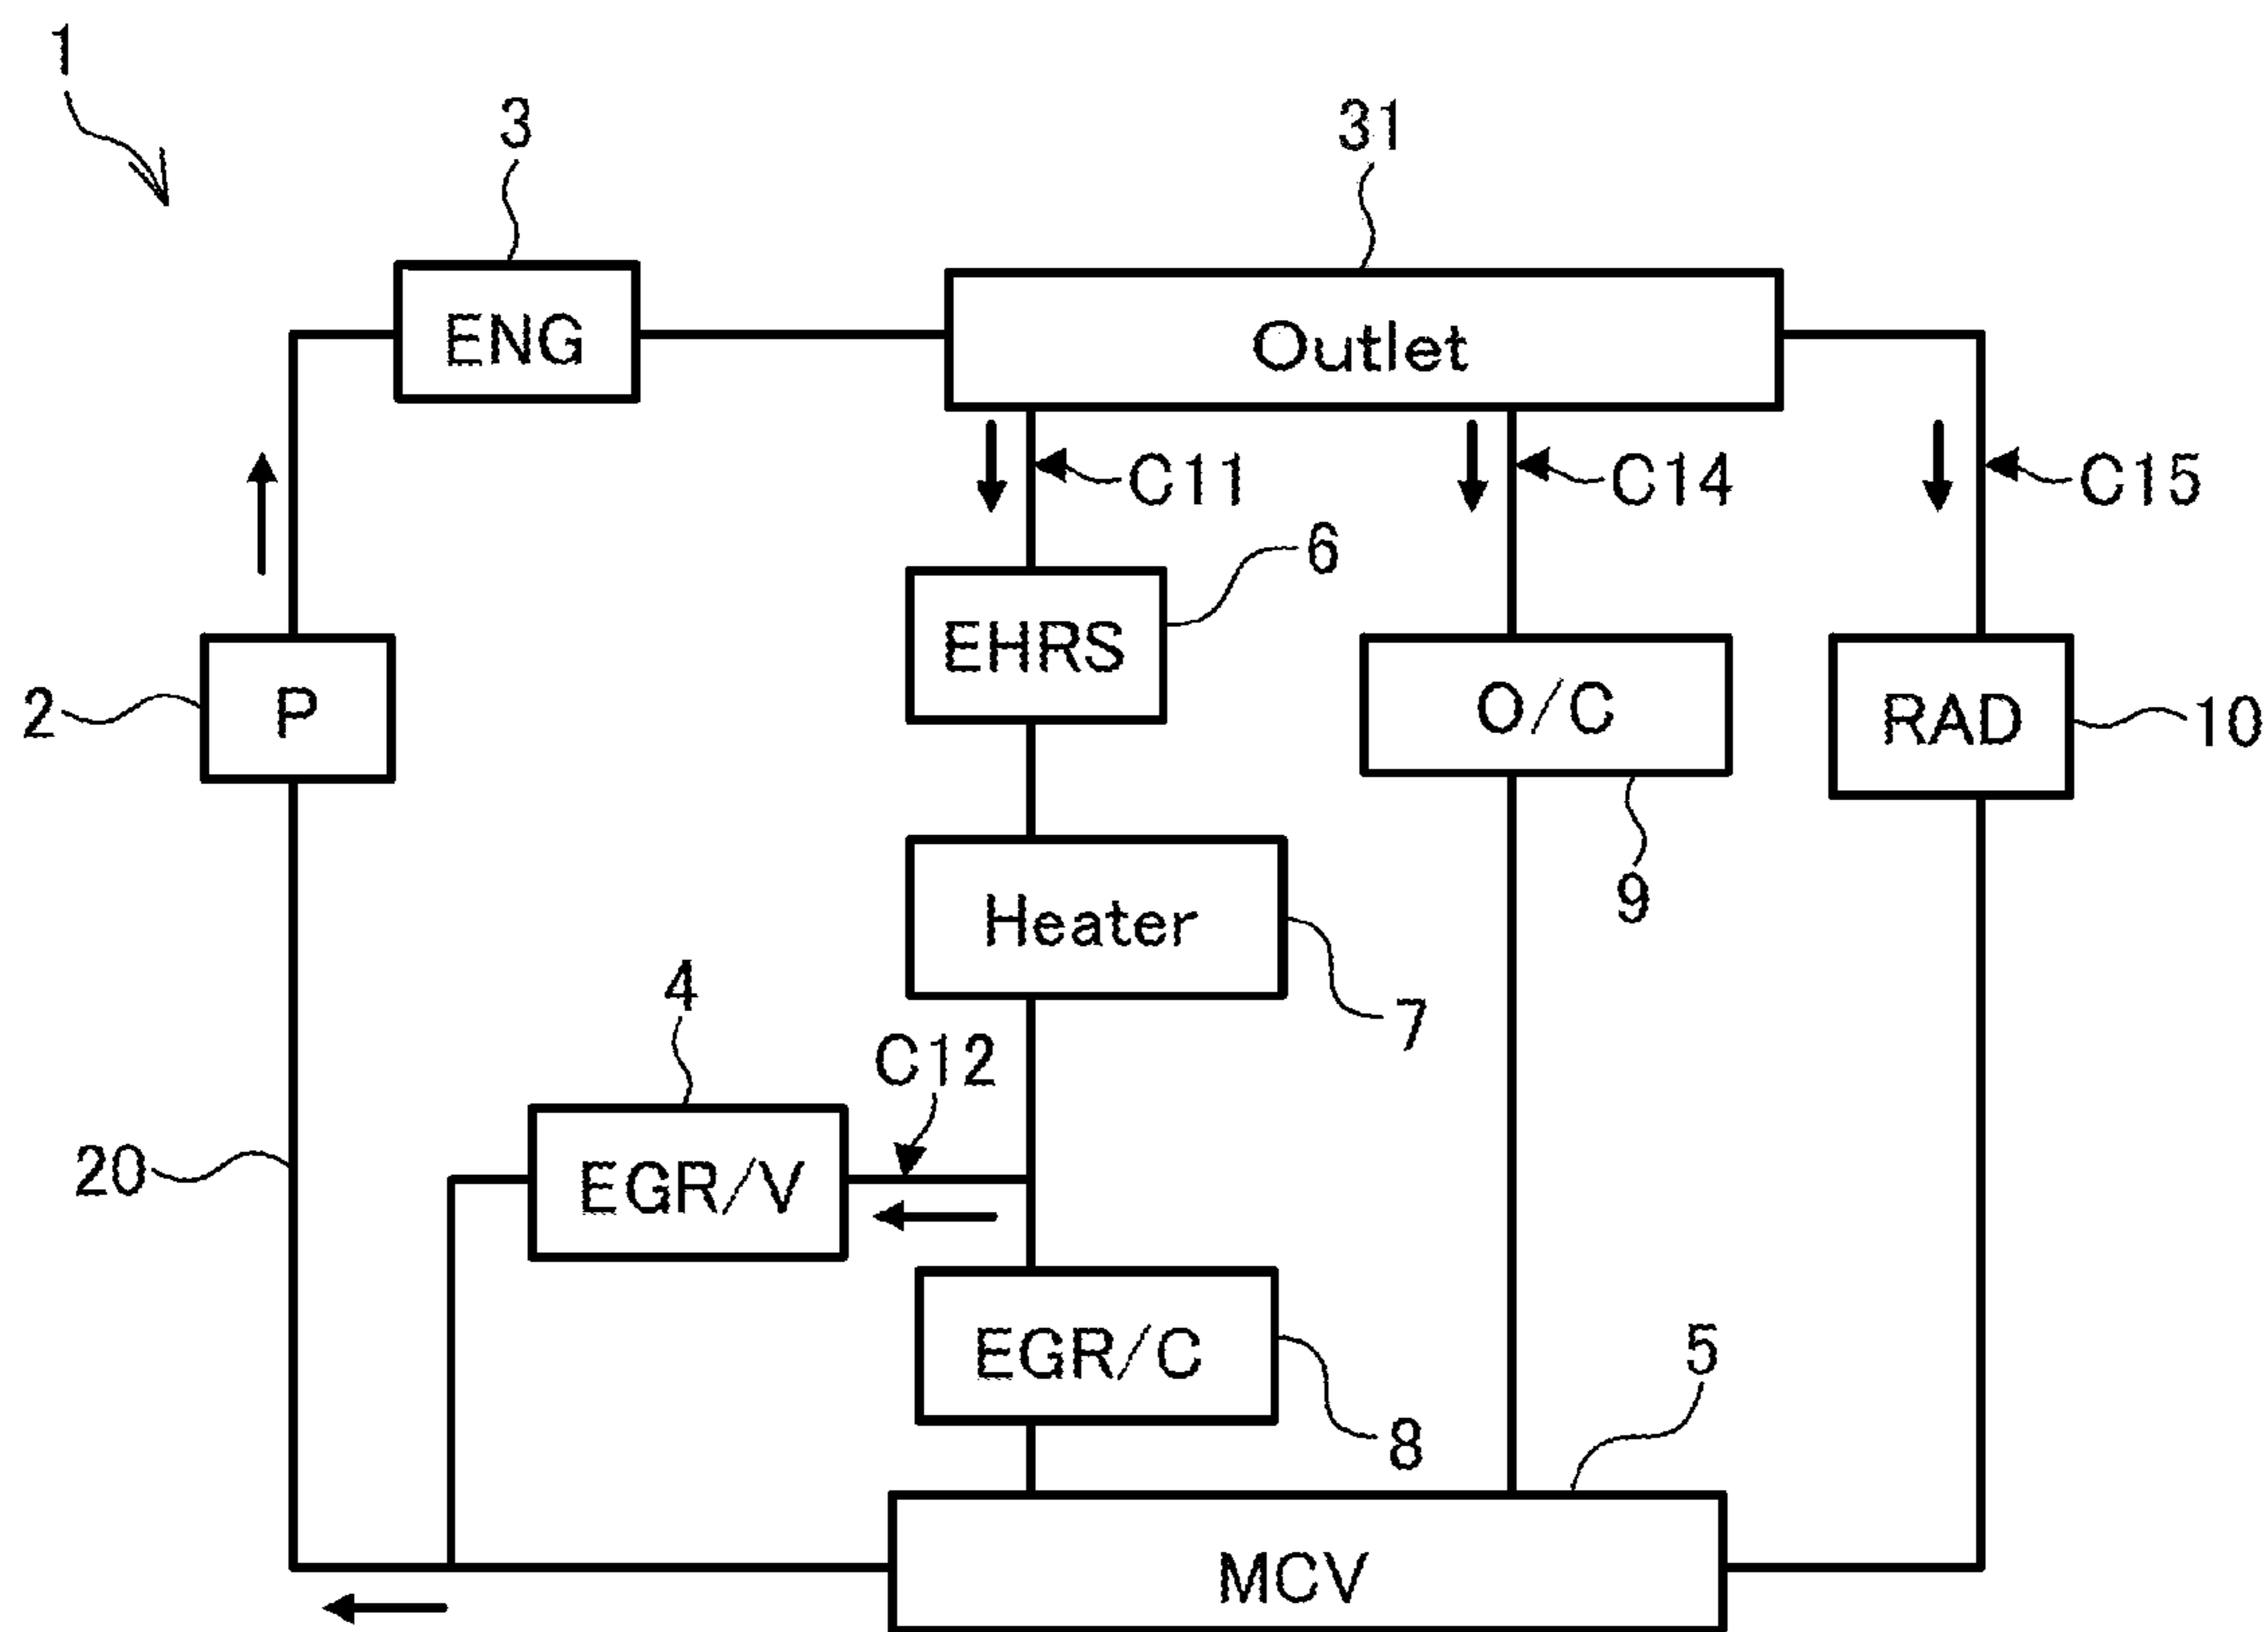 1
3
31
ENG
Outlet
C11
C14
C15
6
EHRS
2
P
O/C
RAD
10
9
Heater
4
7
C12
20
EGR/V
EGR/C
5
8
MCV